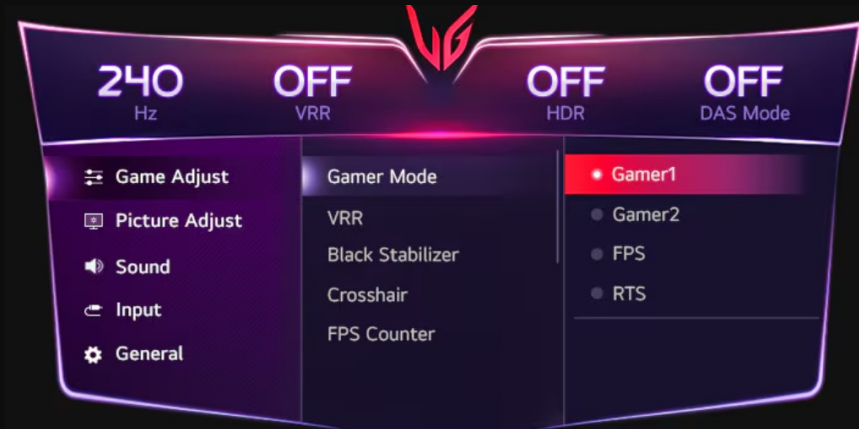 UG
240
Hz
OFF
VRR
OFF
HDR
OFF
DAS Mode
Game Adjust
Picture Adjust
Sound
Input
General
Gamer Mode
VRR
Black Stabilizer
Crosshair
FPS Counter
Gamer1
Gamer2
FPS
RTS